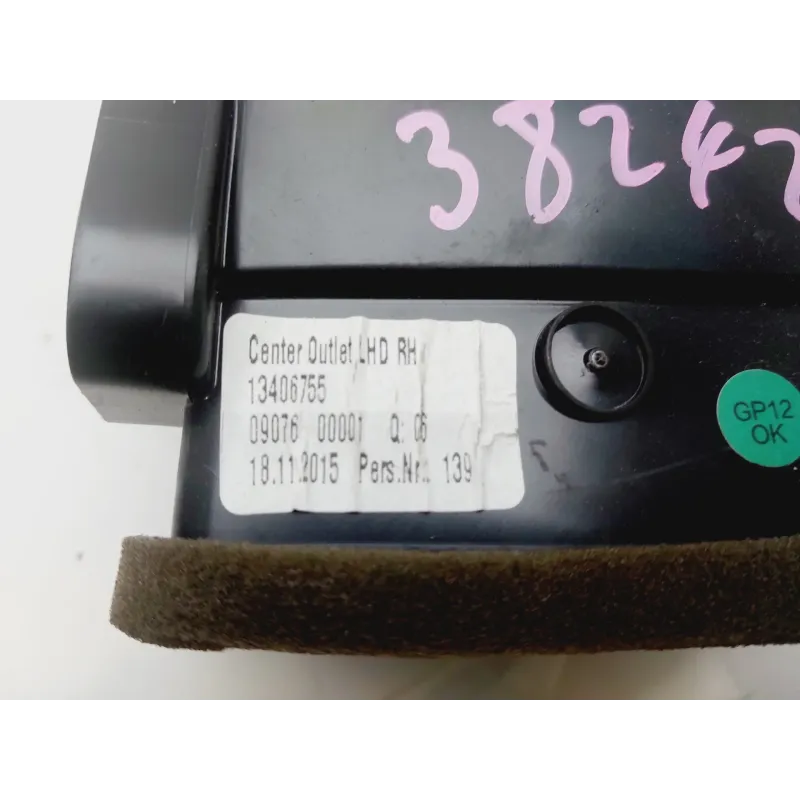 3824
Center Outlet LHD RH
13406755
09076 00001 Q: 06
18.11.2015 Pers.Nr.: 139
GP12
OK